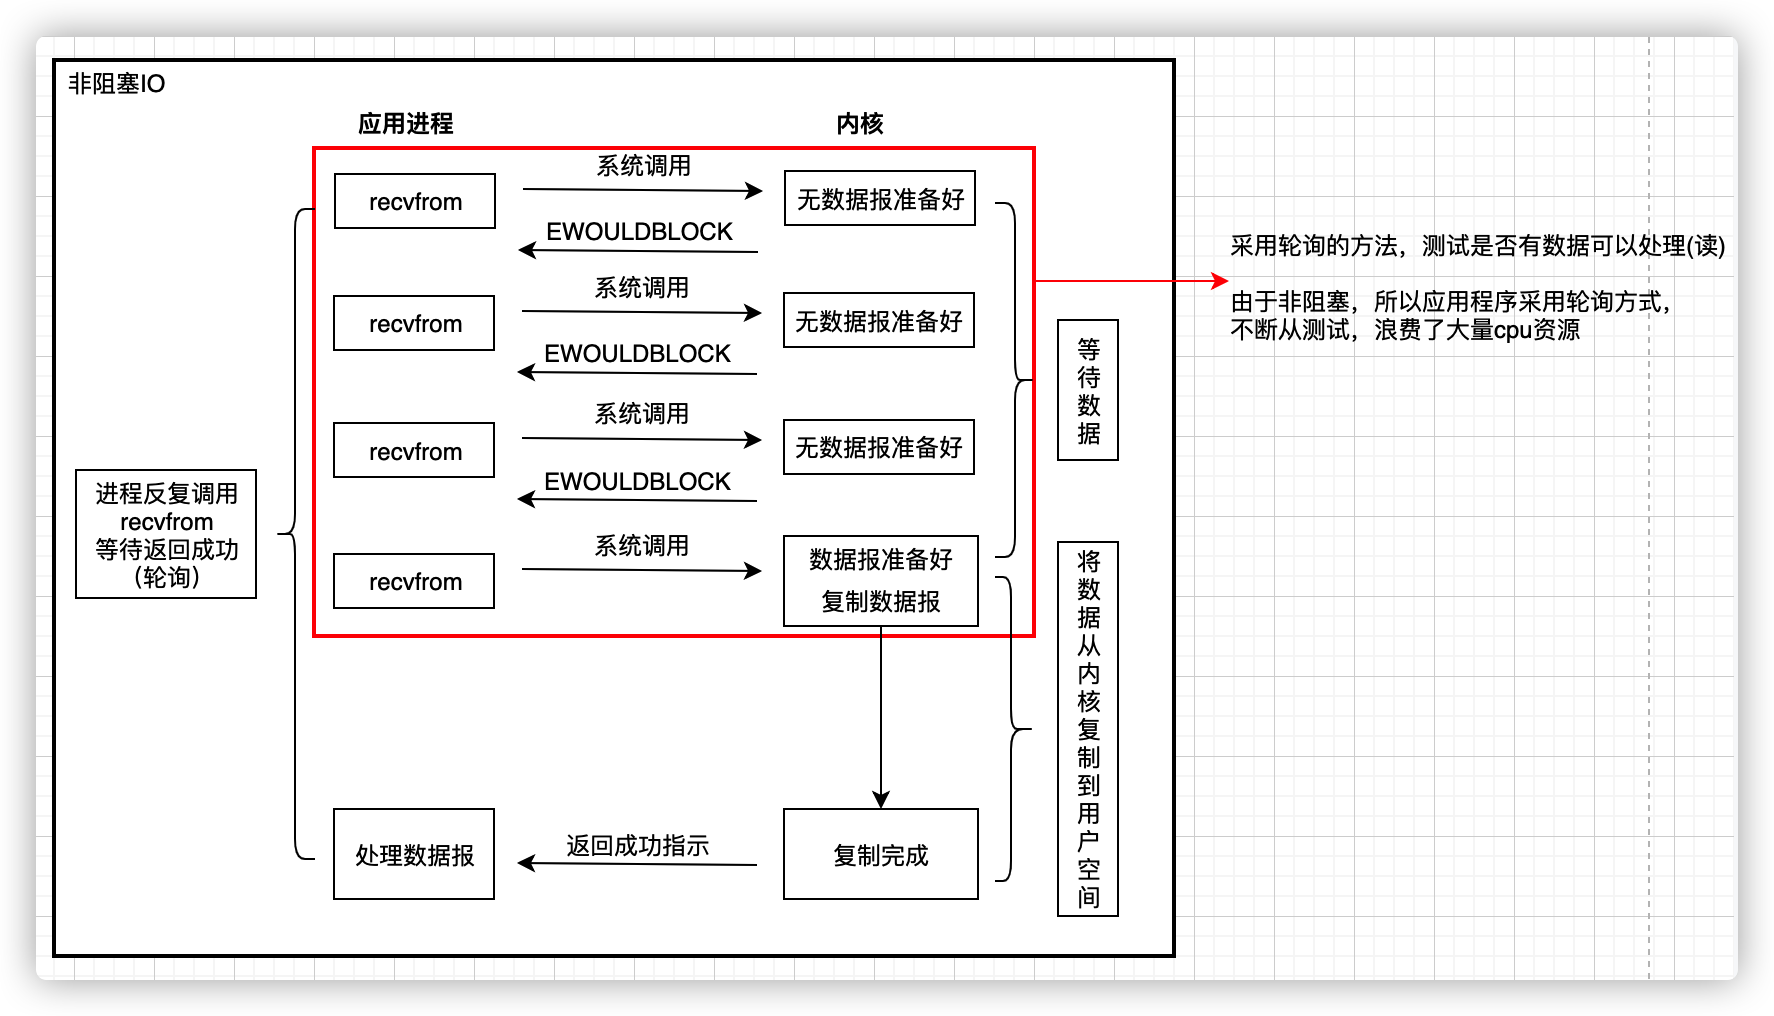 非阻塞IO
应用进程
内核
系统调用
recvfrom
无数据报准备好
EWOULDBLOCK
系统调用
recvfrom
无数据报准备好
EWOULDBLOCK
系统调用
recvfrom
无数据报准备好
EWOULDBLOCK
系统调用
recvfrom
数据报准备好
复制数据报
进程反复调用
recvfrom
等待返回成功
（轮询）
等待数据
将数据从内核复制到用户空间
处理数据报
返回成功指示
复制完成
采用轮询的方法，测试是否有数据可以处理(读)
由于非阻塞，所以应用程序采用轮询方式，
不断从测试，浪费了大量cpu资源